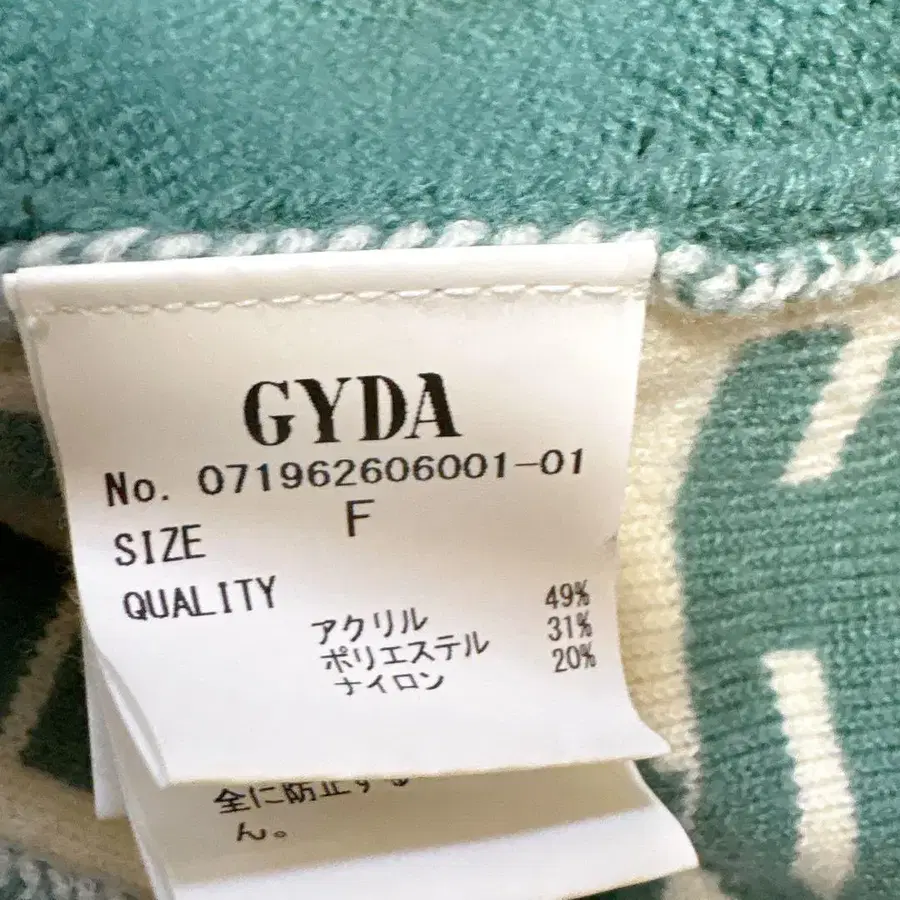 GYDA
No. 071962606001-01
SIZE F
QUALITY
アクリル 49%
ポリエステル 31%
ナイロン 20%
全に防止する
ん。